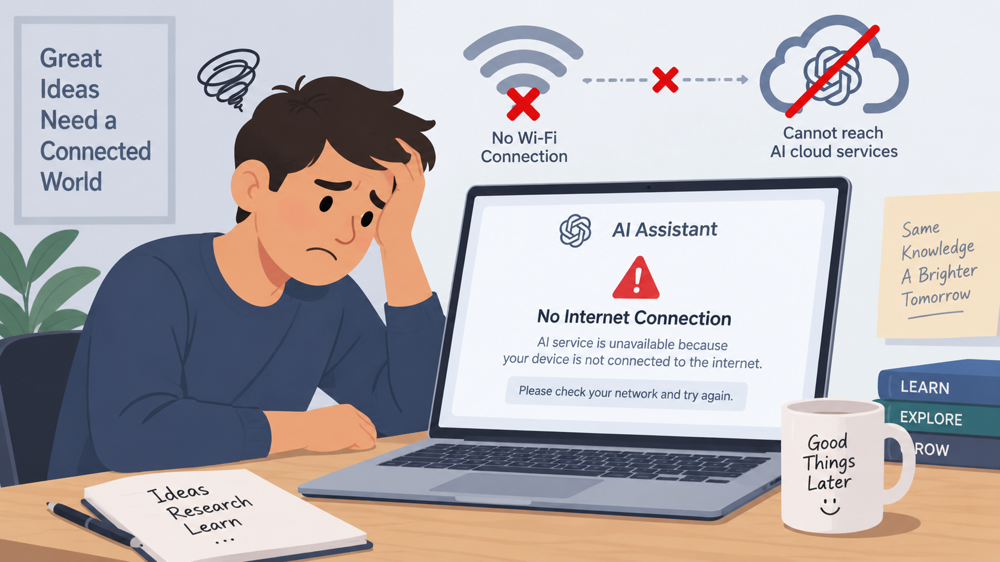 Great
Ideas
Need a
Connected
World
No Wi-Fi
Connection
Cannot reach
AI cloud services
AI Assistant
No Internet Connection
AI service is unavailable because
your device is not connected to the internet.
Please check your network and try again.
Same
Knowledge
A Brighter
Tomorrow
LEARN
EXPLORE
ROW
Good
Things
Later
Ideas
Research
Learn
...